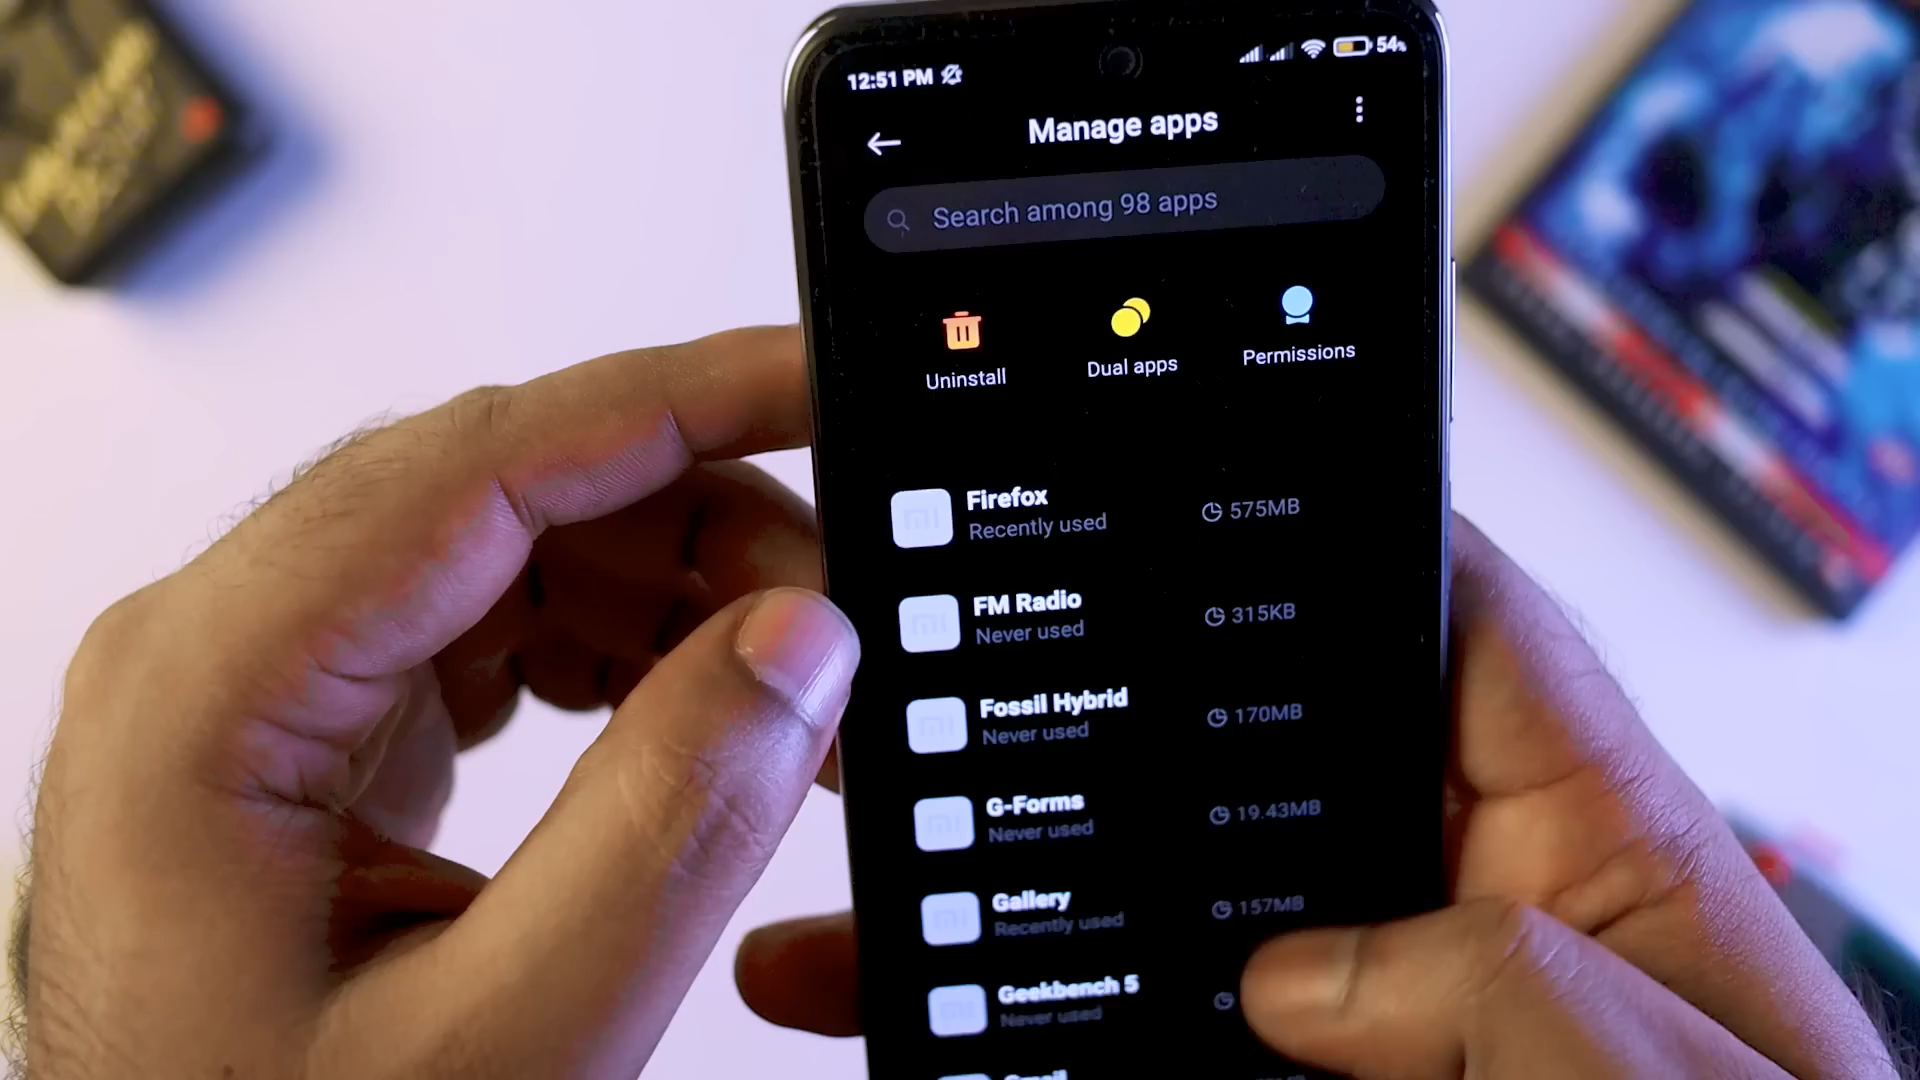 12:51 PM
54%
Manage apps
Search among 98 apps
Uninstall
Dual apps
Permissions
Firefox
Recently used
575MB
FM Radio
Never used
315KB
Fossil Hybrid
Never used
170MB
G-Forms
Never used
19.43MB
Gallery
Recently used
157MB
Geekbench 5
Never used
Gmail